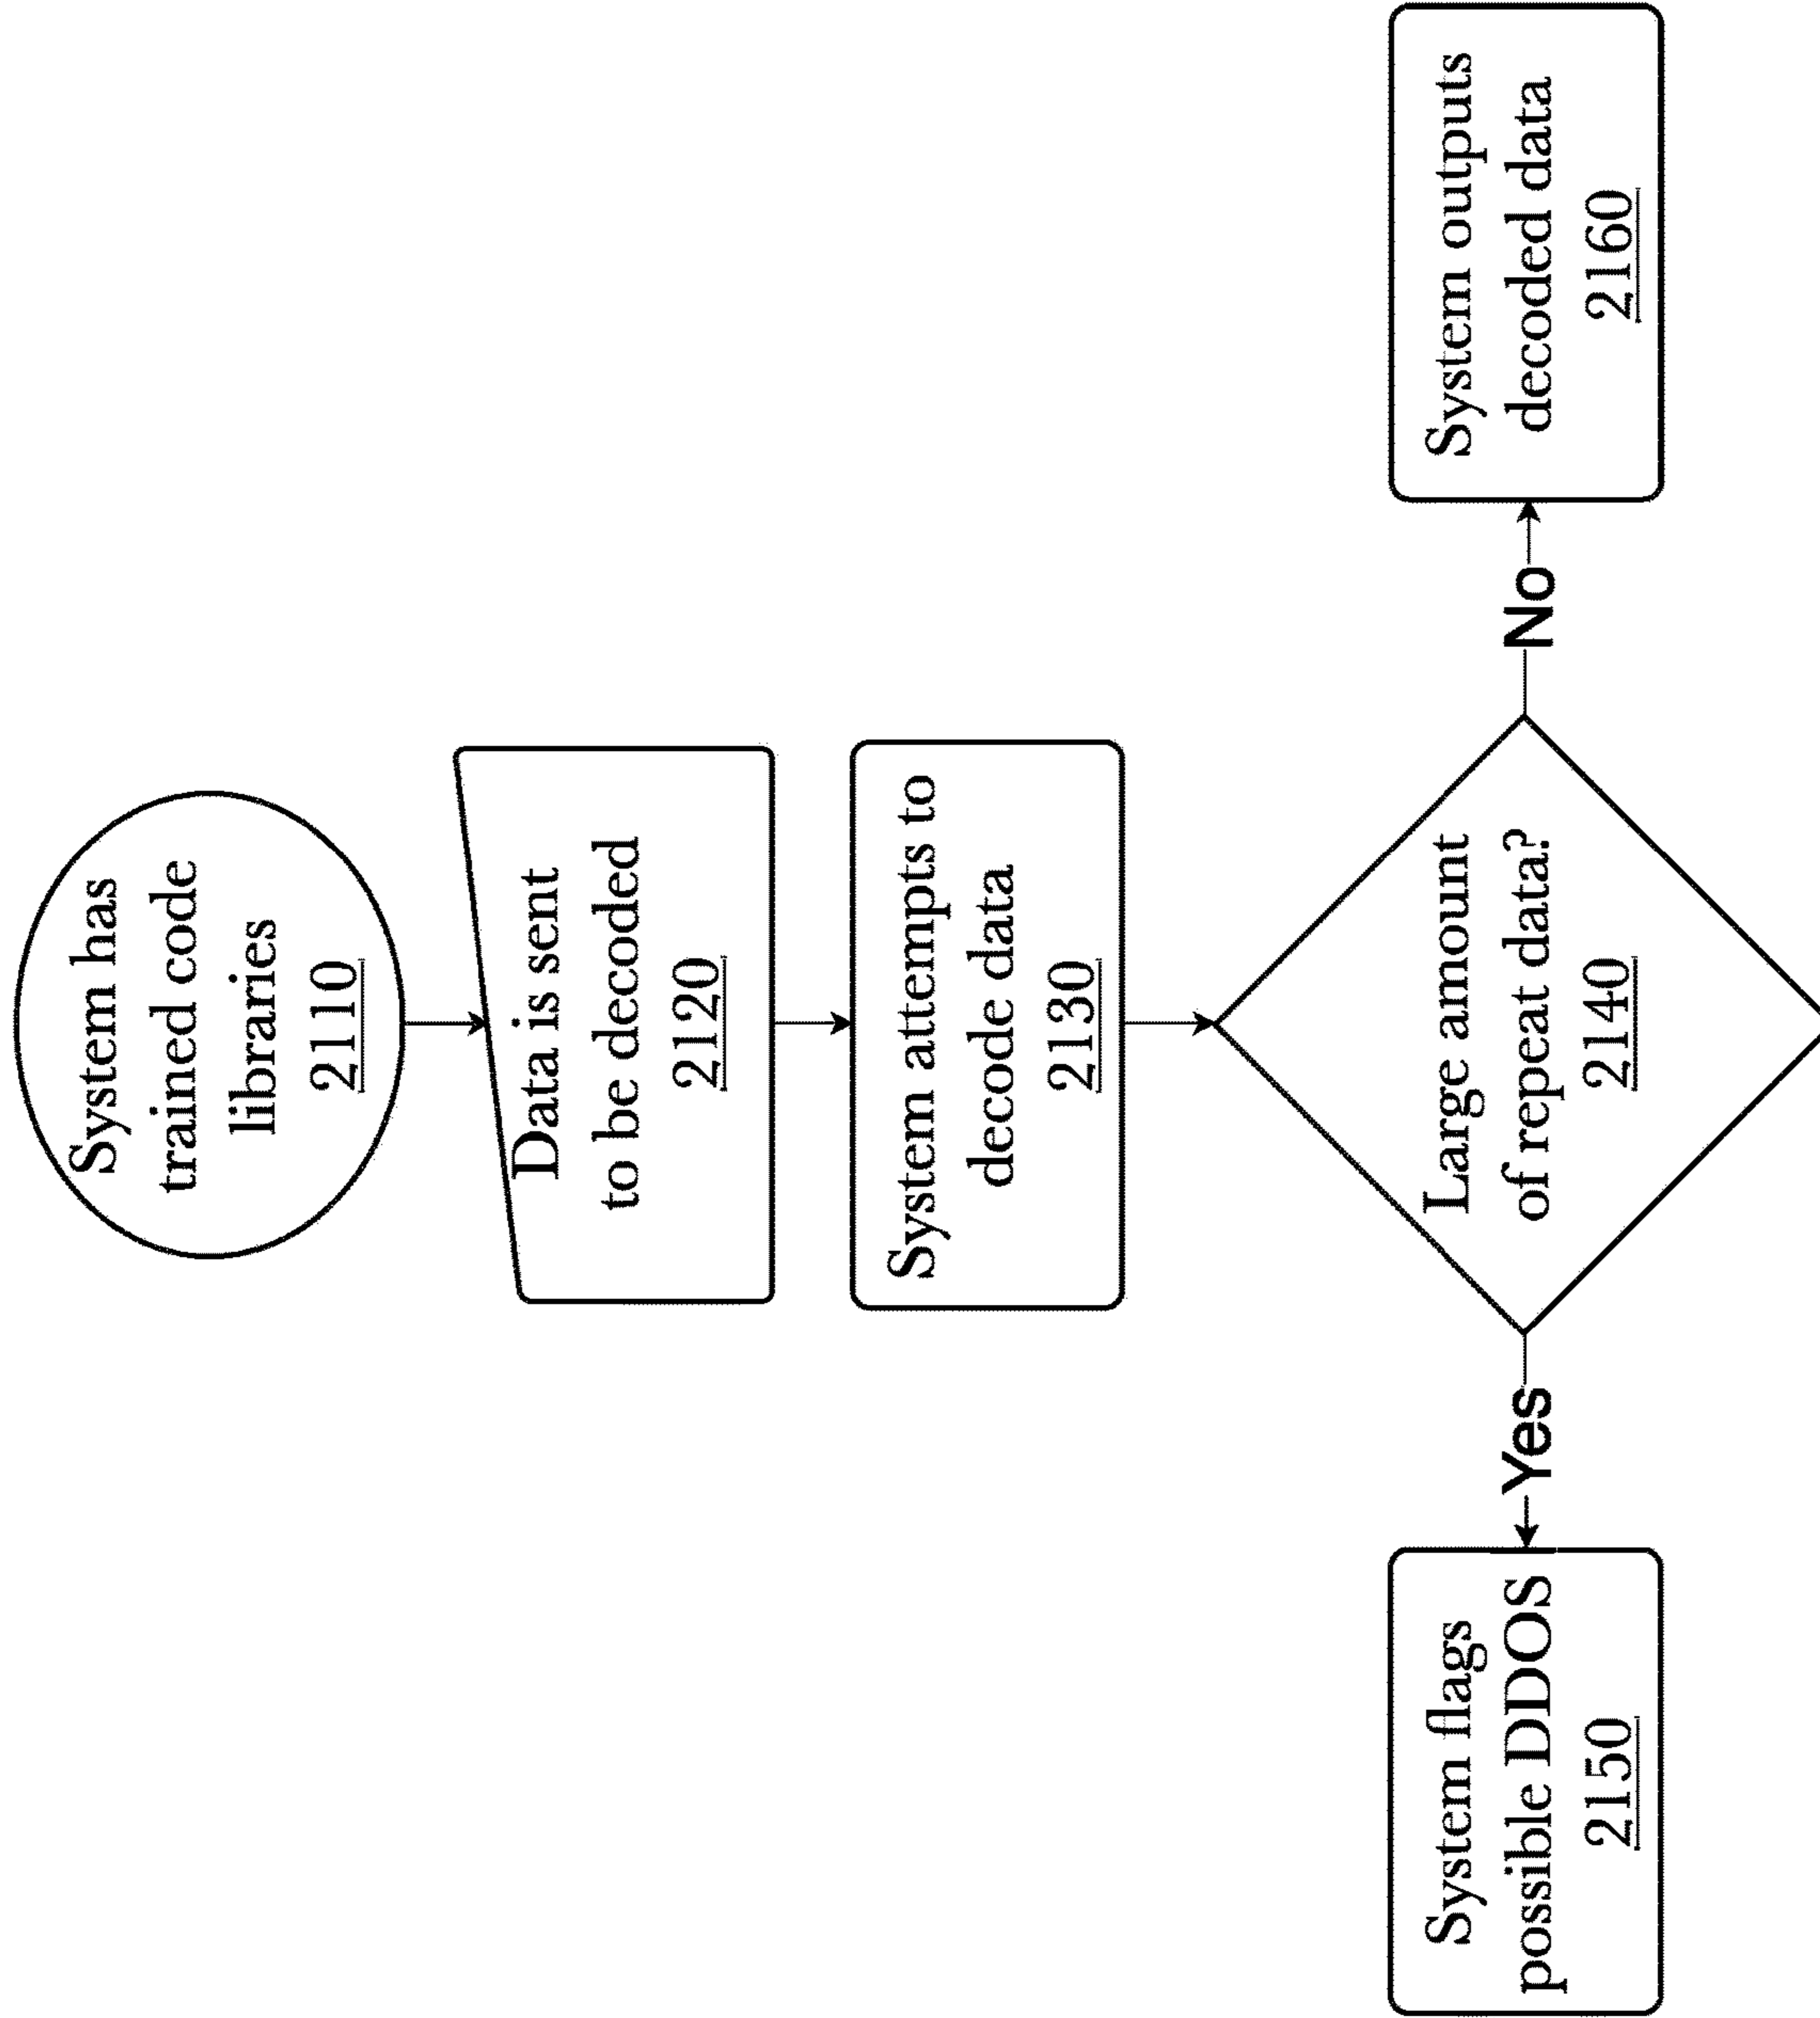 System has
trained code
libraries
2110
Data is sent
to be decoded
2120
System attempts to
decode data
2130
Large amount
of repeat data?
2140
Yes
No
System flags
possible DDOS
2150
System outputs
decoded data
2160